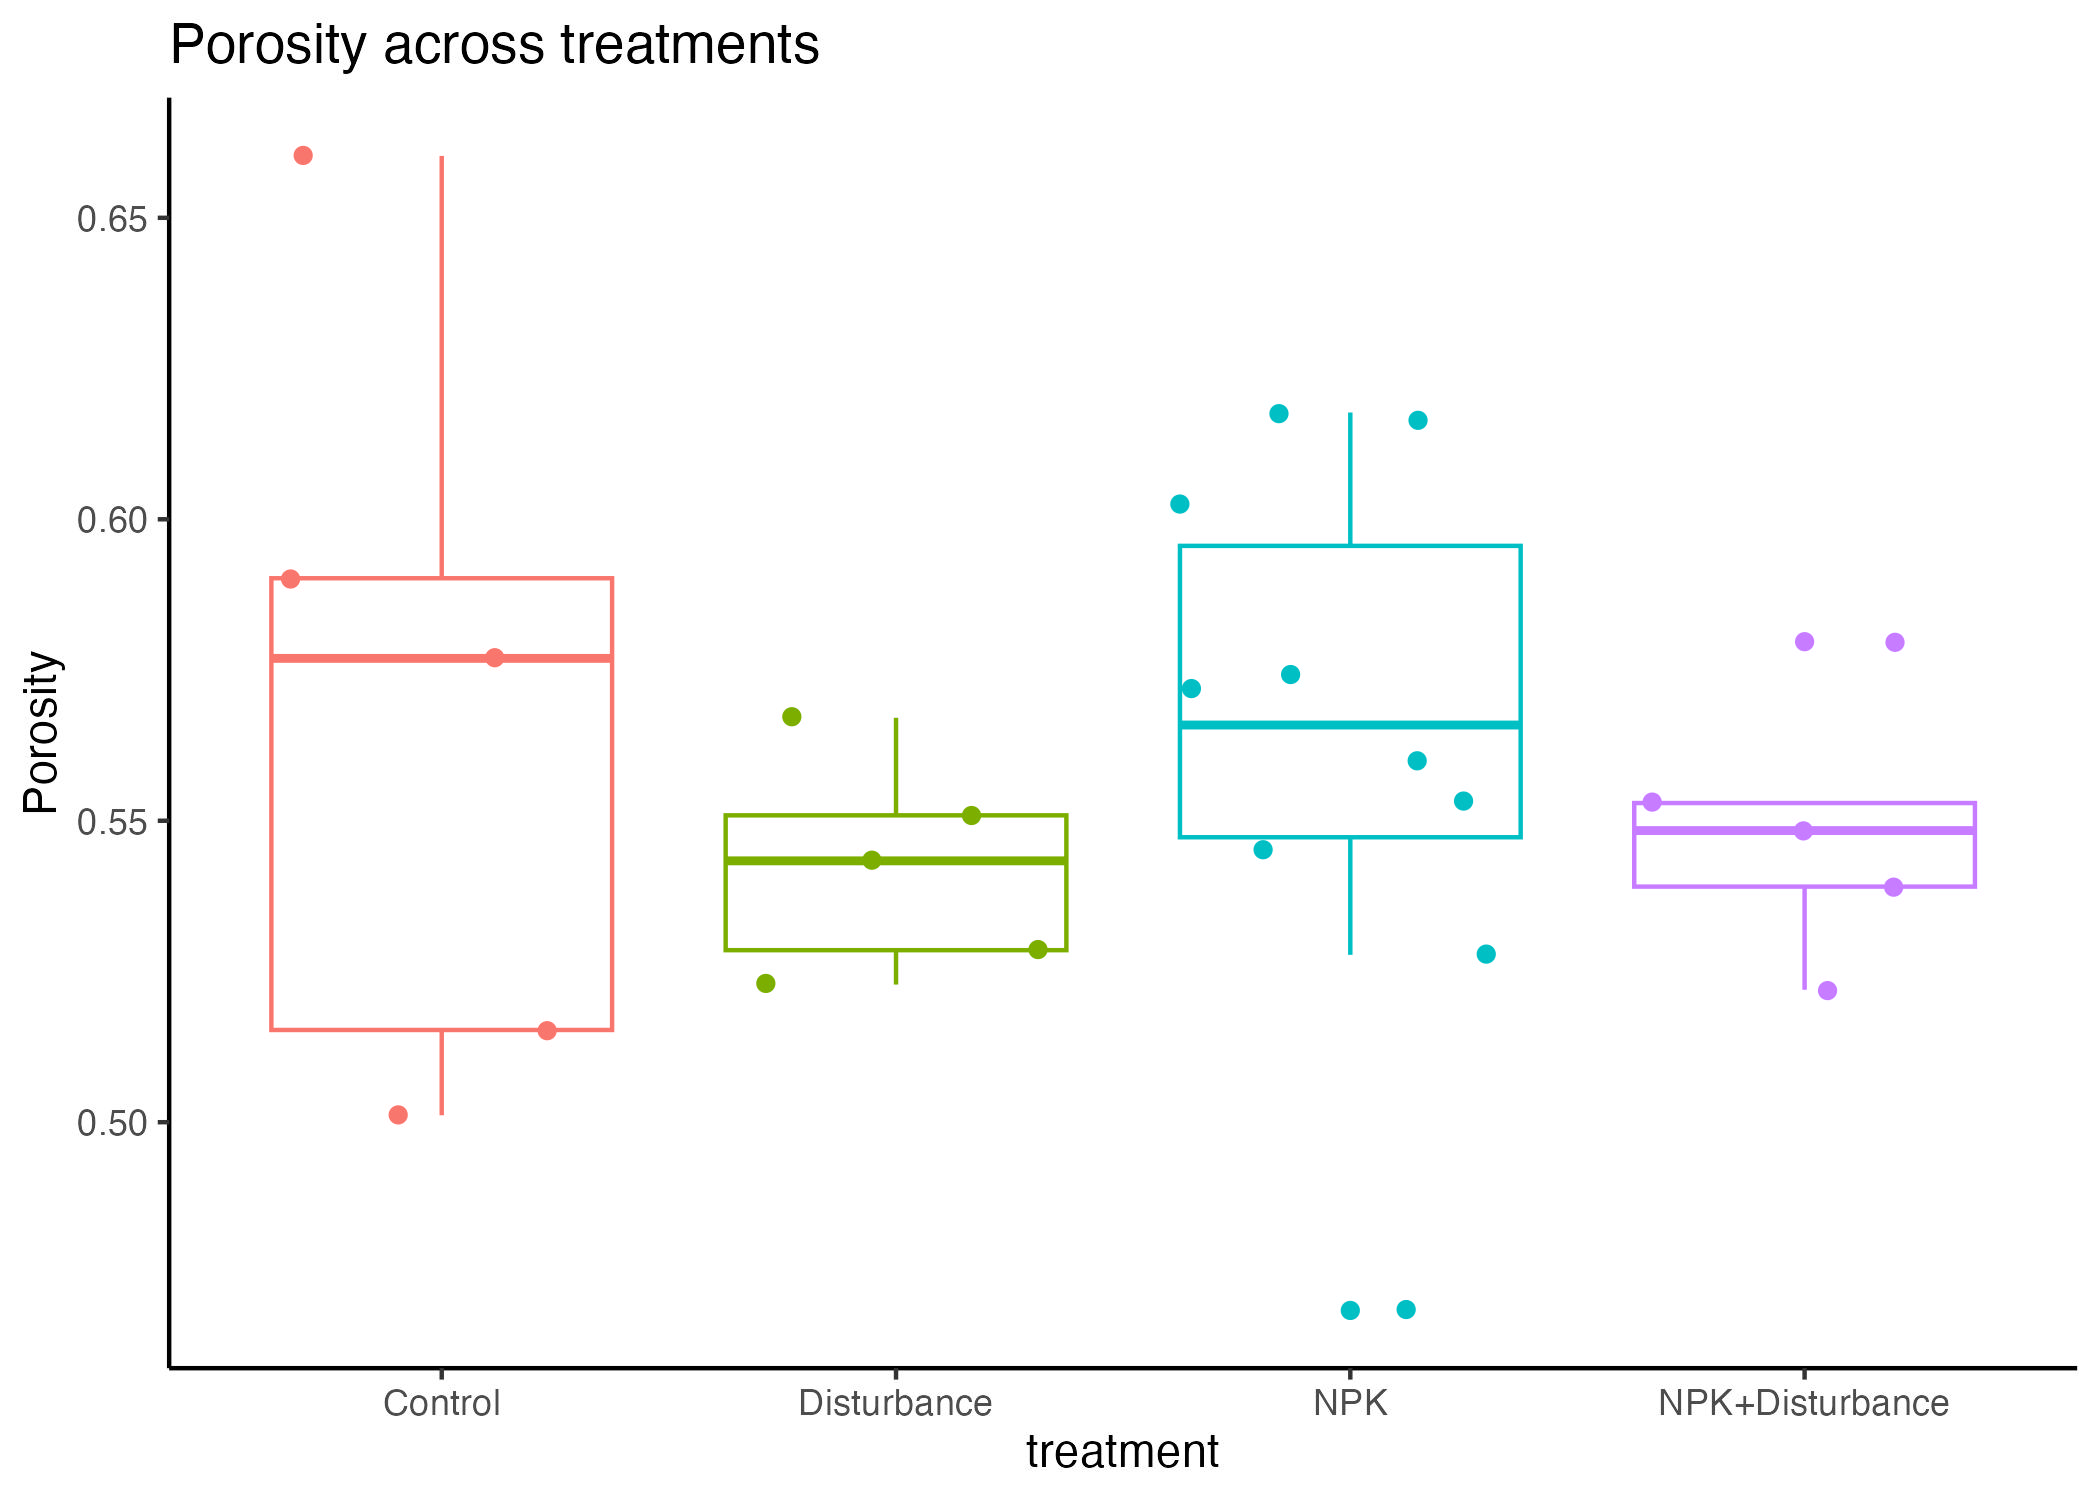 Porosity across treatments
Porosity
0.65
0.60
0.55
0.50
Control
Disturbance
NPK
NPK+Disturbance
treatment